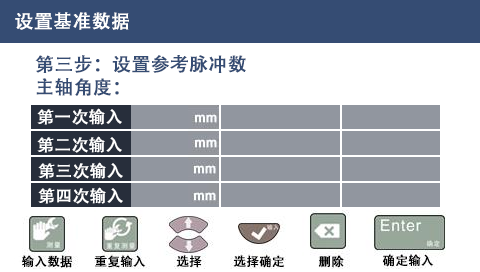 设置基准数据
第三步：设置参考脉冲数
主轴角度：
第一次输入 mm
第二次输入 mm
第三次输入 mm
第四次输入 mm
测量
重复测量
输入
Enter
确定
输入数据 重复输入 选择 选择确定 删除 确定输入